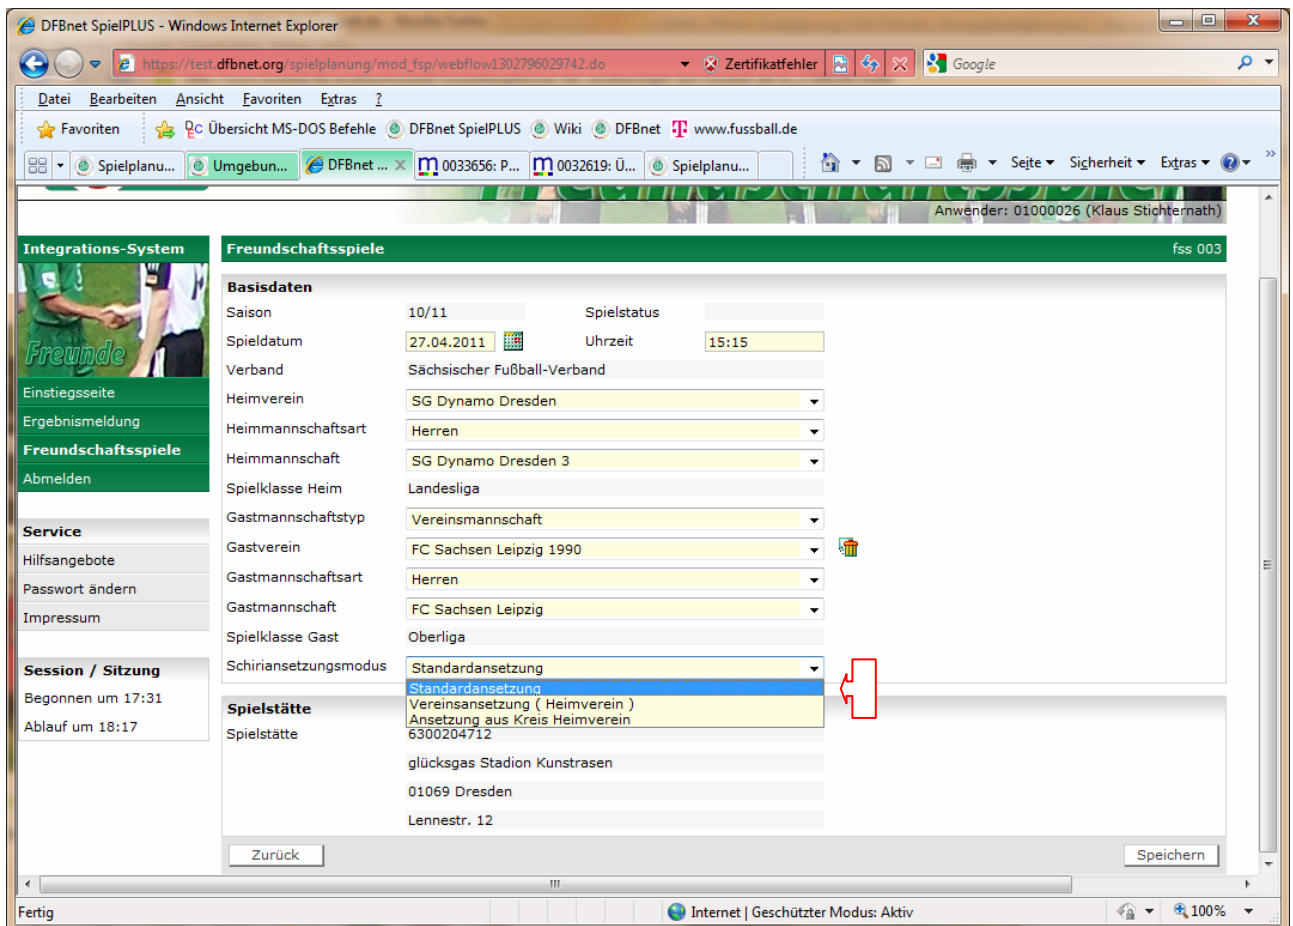 DFBnet SpielPLUS - Windows Internet Explorer
https://test.dfbnet.org/spielplanung/mod_fsp/webflow1302796029742.do Zertifikatfehler Google
Datei Bearbeiten Ansicht Favoriten Extras ?
Favoriten Übersicht MS-DOS Befehle DFBnet SpielPLUS Wiki DFBnet www.fussball.de
Spielplanu... Umgebun... DFBnet ... 0033656: P... 0032619: Ü... Spielplanu... Seite Sicherheit Extras
Anwender: 01000026 (Klaus Stichternath)
Integrations-System
Freunde
Einstiegsseite
Ergebnismeldung
Freundschaftsspiele
Abmelden
Service
Hilfsangebote
Passwort ändern
Impressum
Session / Sitzung
Begonnen um 17:31
Ablauf um 18:17
Freundschaftsspiele fss 003
Basisdaten
Saison 10/11 Spielstatus
Spieldatum 27.04.2011 Uhrzeit 15:15
Verband Sächsischer Fußball-Verband
Heimverein SG Dynamo Dresden
Heimmannschaftsart Herren
Heimmannschaft SG Dynamo Dresden 3
Spielklasse Heim Landesliga
Gastmannschaftstyp Vereinsmannschaft
Gastverein FC Sachsen Leipzig 1990
Gastmannschaftsart Herren
Gastmannschaft FC Sachsen Leipzig
Spielklasse Gast Oberliga
Schiriansetzungsmodus Standardansetzung
Standardansetzung
Vereinsansetzung ( Heimverein )
Ansetzung aus Kreis Heimverein
Spielstätte
Spielstätte 6300204712
glücksgas Stadion Kunstrasen
01069 Dresden
Lennestr. 12
Zurück Speichern
Fertig Internet | Geschützter Modus: Aktiv 100%